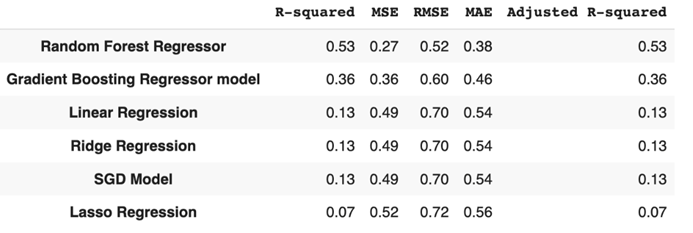 R-squared MSE RMSE MAE Adjusted R-squared
Random Forest Regressor 0.53 0.27 0.52 0.38 0.53
Gradient Boosting Regressor model 0.36 0.36 0.60 0.46 0.36
Linear Regression 0.13 0.49 0.70 0.54 0.13
Ridge Regression 0.13 0.49 0.70 0.54 0.13
SGD Model 0.13 0.49 0.70 0.54 0.13
Lasso Regression 0.07 0.52 0.72 0.56 0.07